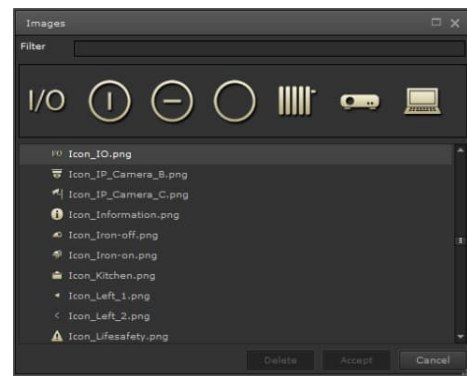 Images
Filter
I/O
I/O Icon_IO.png
Icon_IP_Camera_B.png
Icon_IP_Camera_C.png
Icon_Information.png
Icon_Iron-off.png
Icon_Iron-on.png
Icon_Kitchen.png
Icon_Left_1.png
Icon_Left_2.png
Icon_Lifesafety.png
Delete Accept Cancel